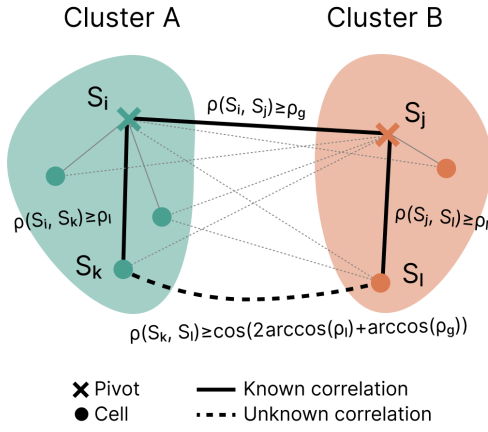 Cluster A Cluster B
Sᵢ ρ(Sᵢ, Sⱼ)≥ρg Sⱼ
ρ(Sᵢ, Sₖ)≥ρₗ ρ(Sⱼ, Sₗ)≥ρₗ
Sₖ Sₗ
ρ(Sₖ, Sₗ)≥cos(2arccos(ρₗ)+arccos(ρg))
Pivot Known correlation
Cell Unknown correlation